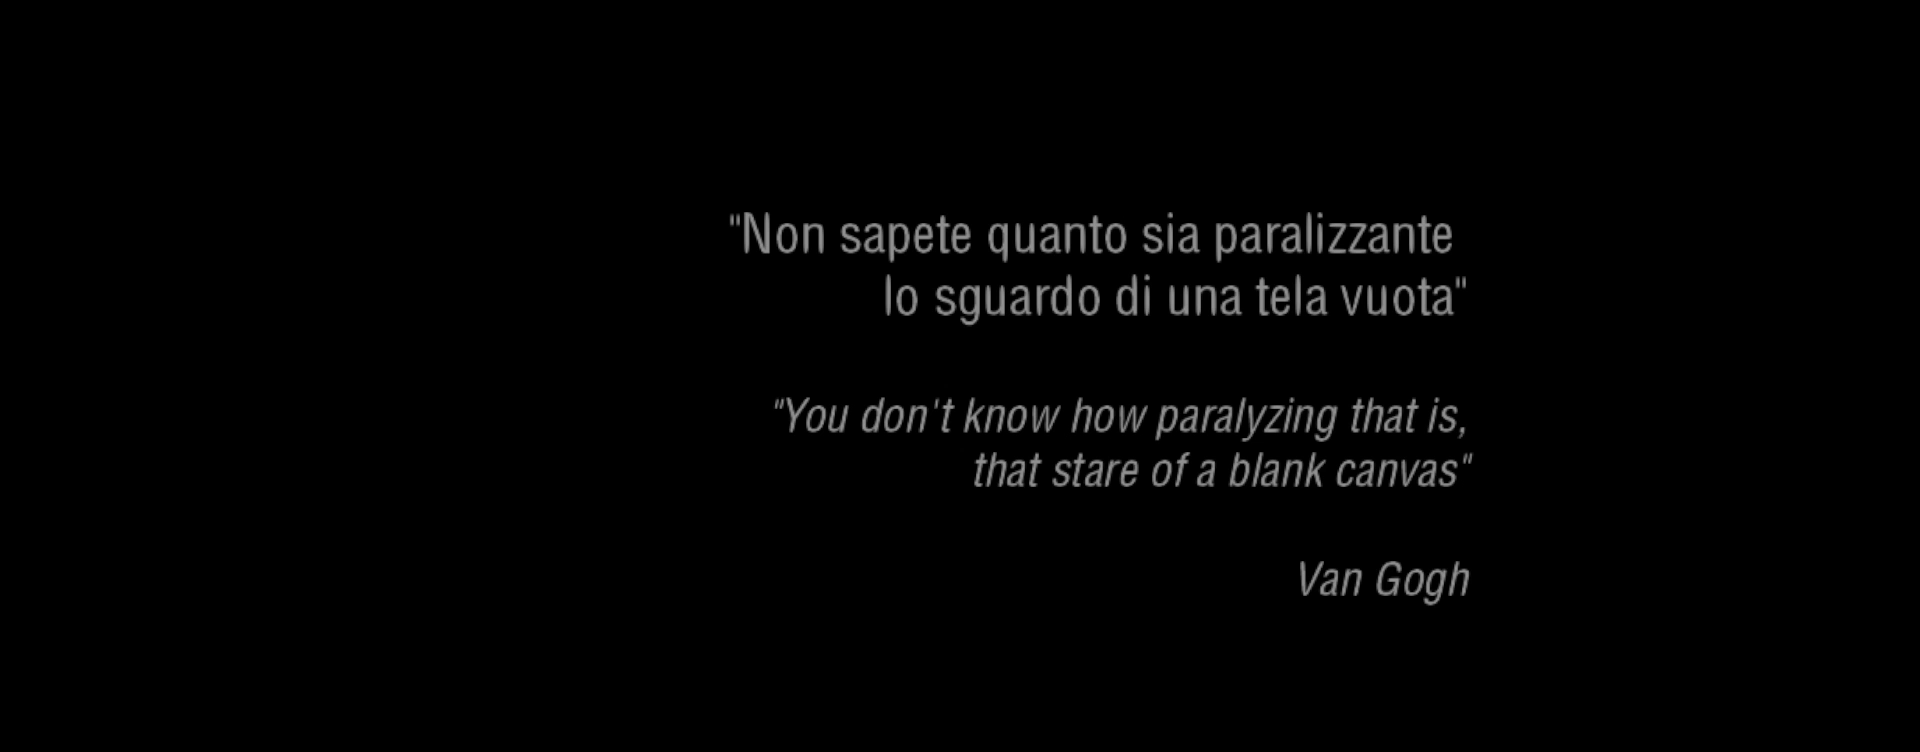 "Non sapete quanto sia paralizzante
lo sguardo di una tela vuota"
"You don't know how paralyzing that is,
that stare of a blank canvas"
Van Gogh